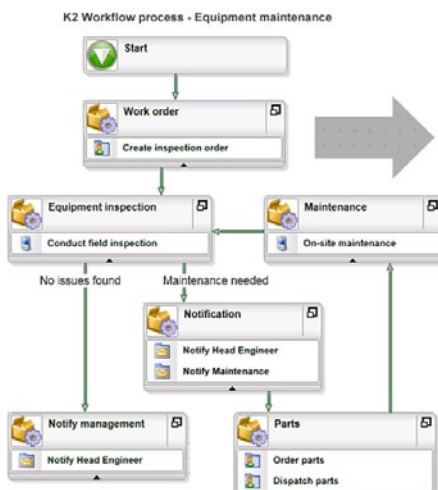 K2 Workflow process - Equipment maintenance
Start
Work order
Create inspection order
Equipment inspection
Conduct field inspection
Maintenance
On-site maintenance
No issues found
Maintenance needed
Notification
Notify Head Engineer
Notify Maintenance
Notify management
Notify Head Engineer
Parts
Order parts
Dispatch parts